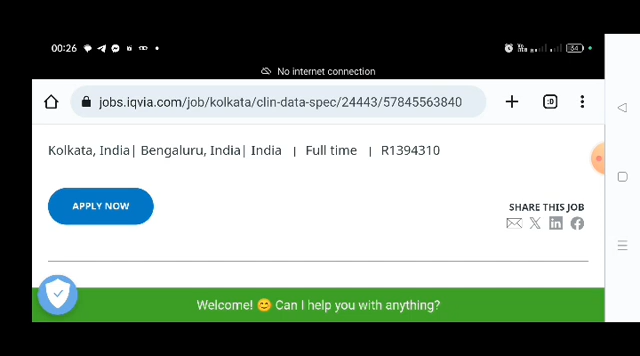 00:26
54
No internet connection
jobs.iqvia.com/job/kolkata/clin-data-spec/24443/57845563840
:D
Kolkata, India| Bengaluru, India| India | Full time | R1394310
APPLY NOW
SHARE THIS JOB
Welcome! 😊 Can I help you with anything?